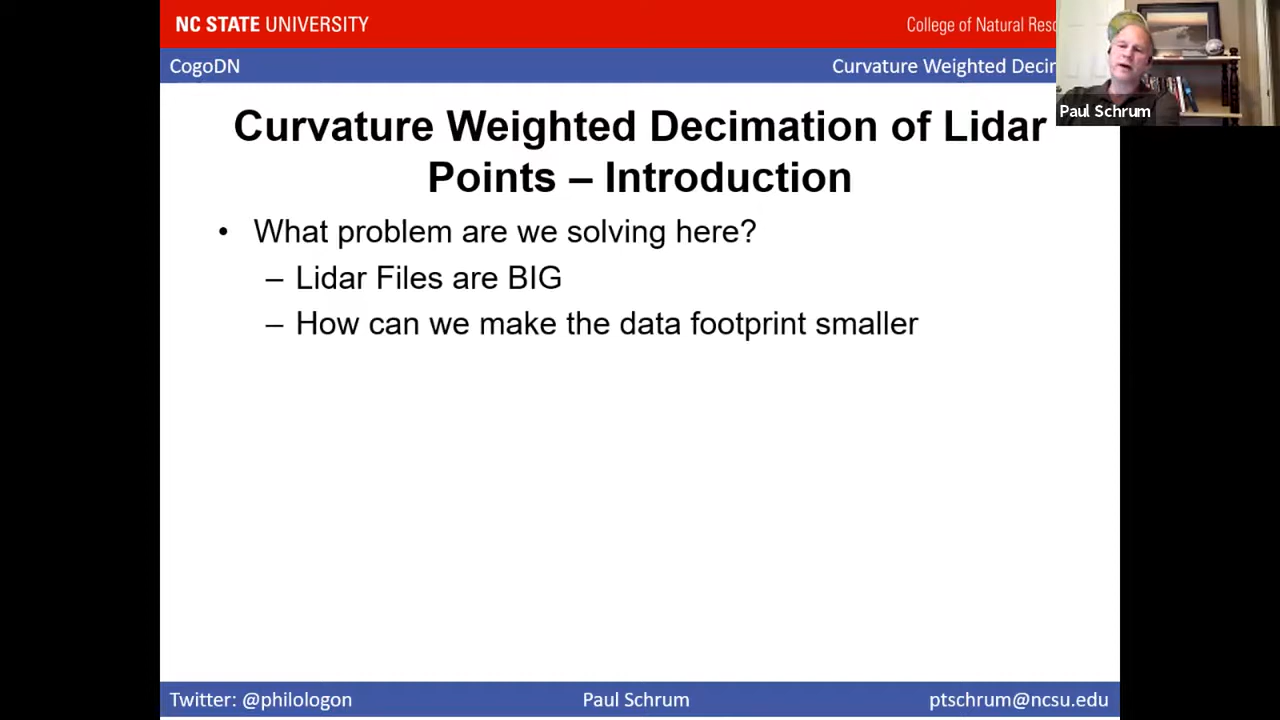 NC STATE UNIVERSITY
College of Natural
CogoDN
Curvature Weighted
Paul Schrum
Curvature Weighted Decimation of Lidar
Points – Introduction
• What problem are we solving here?
– Lidar Files are BIG
– How can we make the data footprint smaller
Twitter: @philologon
Paul Schrum
ptschrum@ncsu.edu